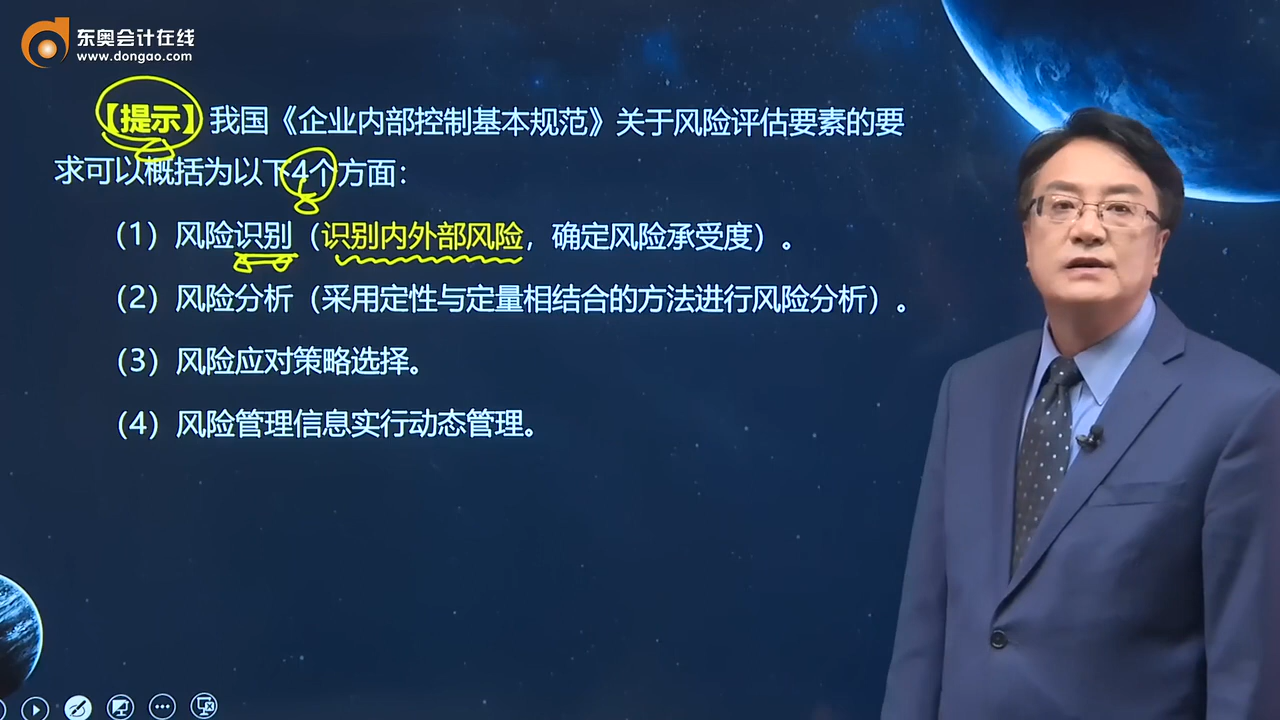 东奥会计在线
www.dongao.com
【提示】我国《企业内部控制基本规范》关于风险评估要素的要
求可以概括为以下4个方面：
（1）风险识别（识别内外部风险，确定风险承受度）。
（2）风险分析（采用定性与定量相结合的方法进行风险分析）。
（3）风险应对策略选择。
（4）风险管理信息实行动态管理。